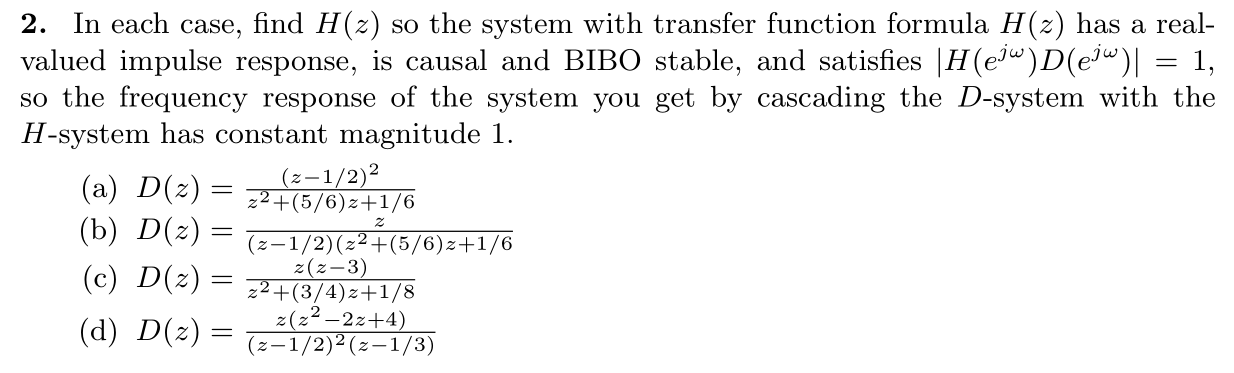 2. In each case, find H(z) so the system with transfer function formula H(z) has a real-
valued impulse response, is causal and BIBO stable, and satisfies |H(e^{jω})D(e^{jω})| = 1,
so the frequency response of the system you get by cascading the D-system with the
H-system has constant magnitude 1.
(a) D(z) = \frac{(z-1/2)^2}{z^2+(5/6)z+1/6}
(b) D(z) = \frac{z}{(z-1/2)(z^2+(5/6)z+1/6}
(c) D(z) = \frac{z(z-3)}{z^2+(3/4)z+1/8}
(d) D(z) = \frac{z(z^2-2z+4)}{(z-1/2)^2(z-1/3)}